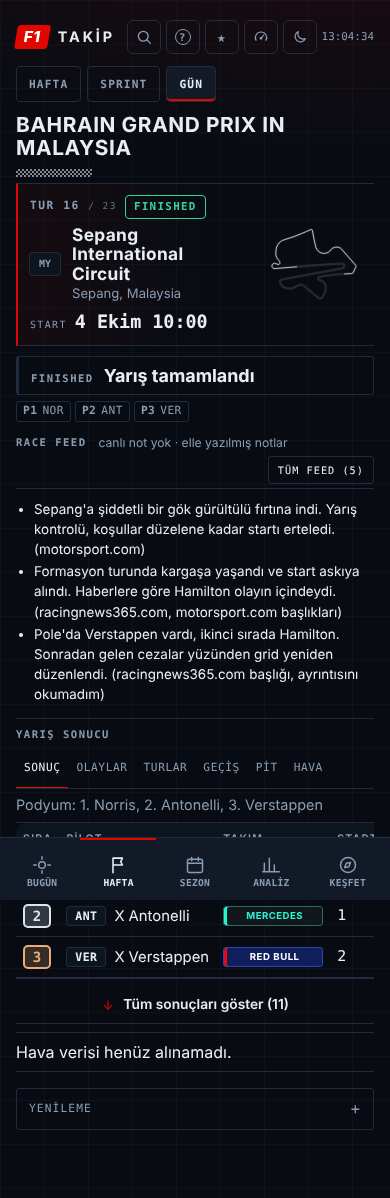 F1 TAKİP ? ★ 13:04:34
HAFTA SPRINT GÜN
BAHRAIN GRAND PRIX IN
MALAYSIA
TUR 16 / 23 FINISHED
MY
Sepang
International
Circuit
Sepang, Malaysia
START 4 Ekim 10:00
FINISHED Yarış tamamlandı
P1 NOR P2 ANT P3 VER
RACE FEED canlı not yok · elle yazılmış notlar
TÜM FEED (5)
• Sepang'a şiddetli bir gök gürültülü fırtına indi. Yarış
kontrolü, koşullar düzelene kadar startı erteledi.
(motorsport.com)
• Formasyon turunda kargaşa yaşandı ve start askıya
alındı. Haberlere göre Hamilton olayın içindeydi.
(racingnews365.com, motorsport.com başlıkları)
• Pole'da Verstappen vardı, ikinci sırada Hamilton.
Sonradan gelen cezalar yüzünden grid yeniden
düzenlendi. (racingnews365.com başlığı, ayrıntısını
okumadım)
YARIŞ SONUCU
SONUÇ OLAYLAR TURLAR GEÇİŞ PİT HAVA
Podyum: 1. Norris, 2. Antonelli, 3. Verstappen
BUGÜN HAFTA SEZON ANALİZ KEŞFET
2 ANT X Antonelli MERCEDES 1
3 VER X Verstappen RED BULL 2
↓ Tüm sonuçları göster (11)
Hava verisi henüz alınamadı.
YENİLEME +